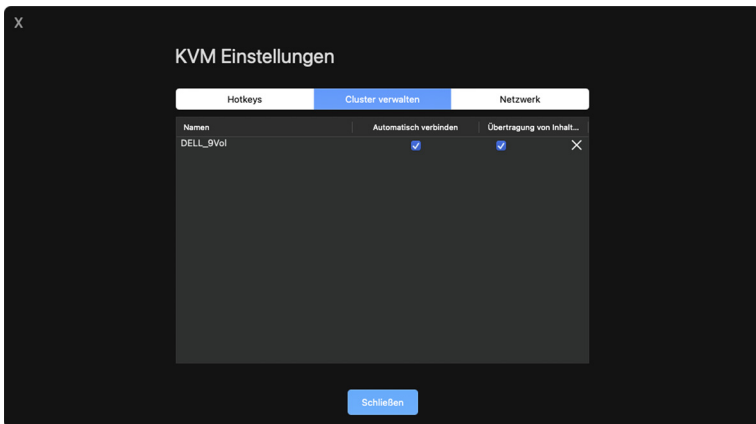 X
KVM Einstellungen
Hotkeys Cluster verwalten Netzwerk
Namen Automatisch verbinden Übertragung von Inhalt...
DELL_9Vol
Schließen